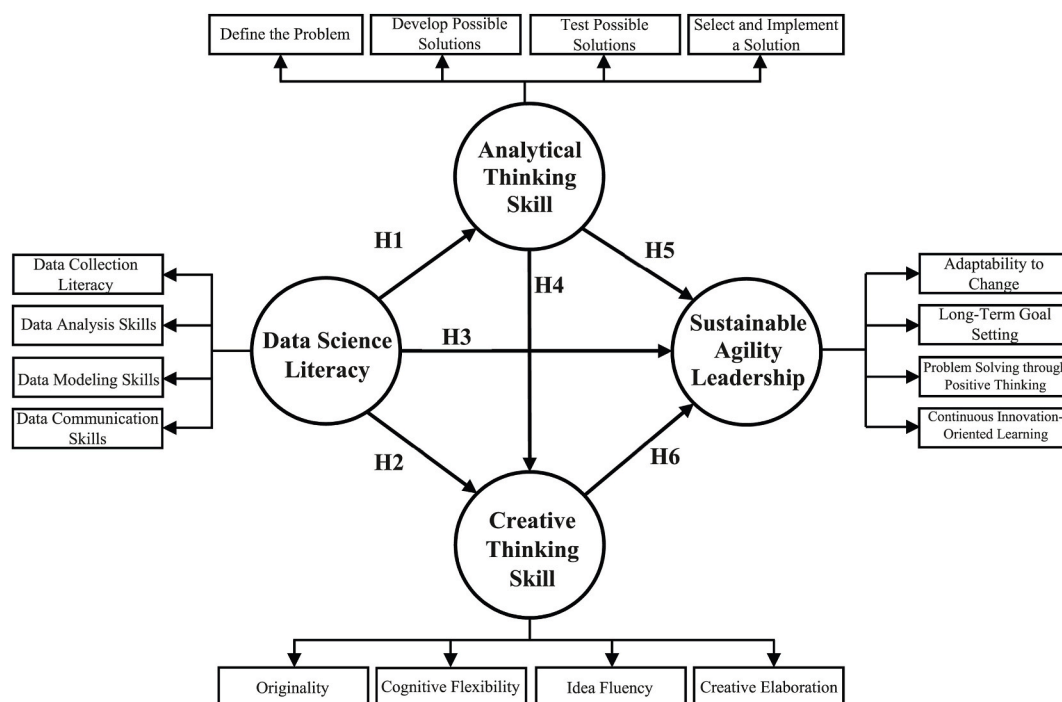 Define the Problem
Develop Possible
Solutions
Test Possible
Solutions
Select and Implement
a Solution
Analytical
Thinking
Skill
H1
H5
H4
Data Collection
Literacy
Data Analysis Skills
Data Modeling Skills
Data Communication
Skills
Data Science
Literacy
H3
Sustainable
Agility
Leadership
Adaptability to
Change
Long-Term Goal
Setting
Problem Solving through
Positive Thinking
Continuous Innovation-
Oriented Learning
H2
H6
Creative
Thinking
Skill
Originality
Cognitive Flexibility
Idea Fluency
Creative Elaboration